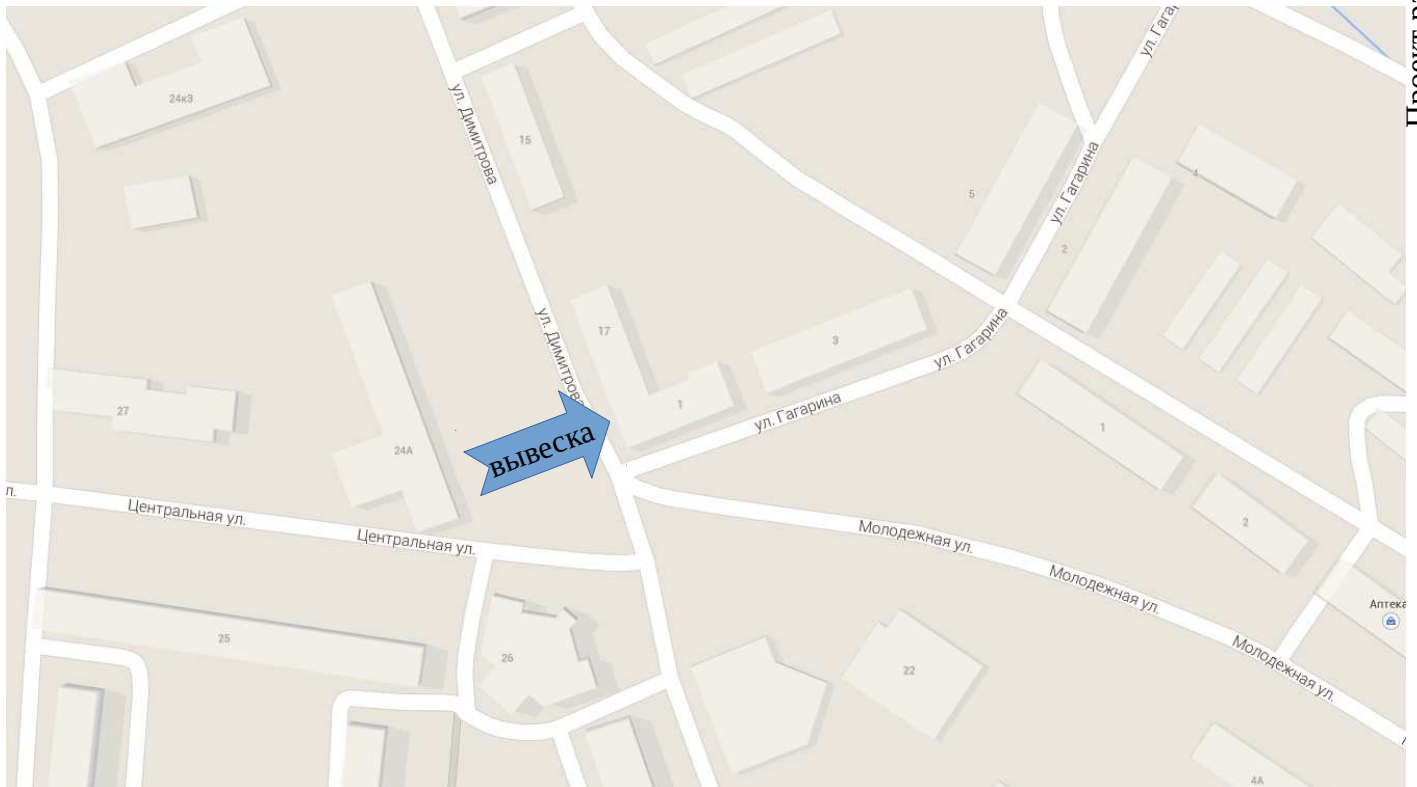 ул. Гага
Проект
24к3
ул. Димитрова
15
4
5
ул. Гагарина
2
ул. Димитрова
17
3
ул. Гагарина
1
ул. Гагарина
1
27
24А
вывеска
2
л.
Центральная ул.
Центральная ул.
Молодежная ул.
Молодежная ул.
Аптека
25
26
22
Молодежная ул.
4А